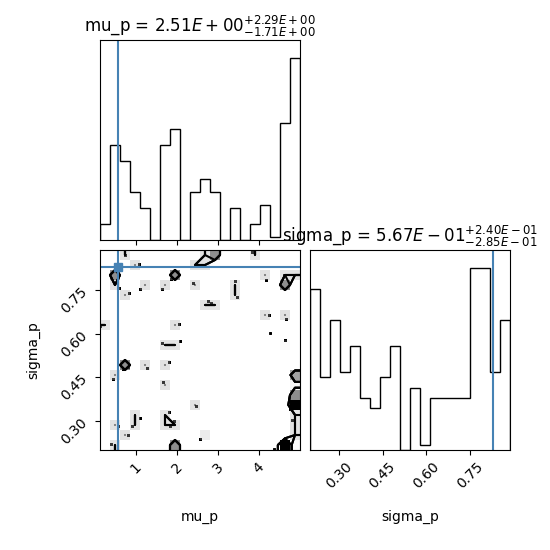 mu_p = 2.51E + 00 +2.29E + 00 −1.71E + 00
sigma_p = 5.67E − 01 +2.40E − 01 −2.85E − 01
0.75
0.60
0.45
0.30
sigma_p
1 2 3 4
mu_p
0.30 0.45 0.60 0.75
sigma_p